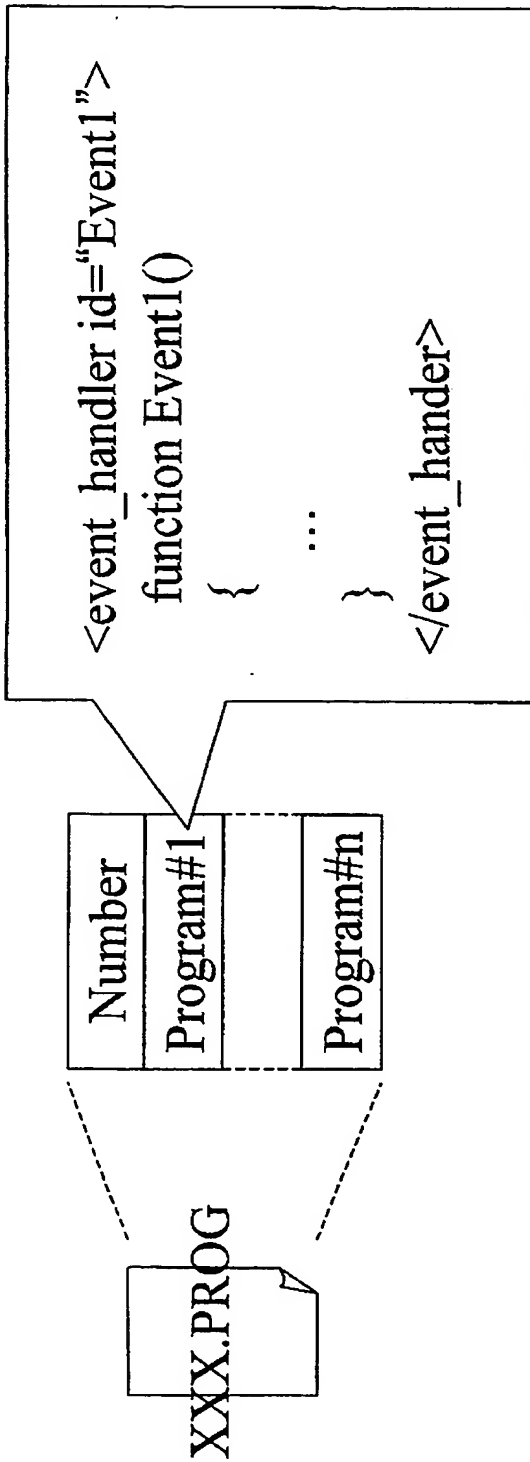 XXX.PROG
Number
Program#1
Program#n
<event_handler id=“Event1”>
function Event1()
{
...
}
</event_hander>